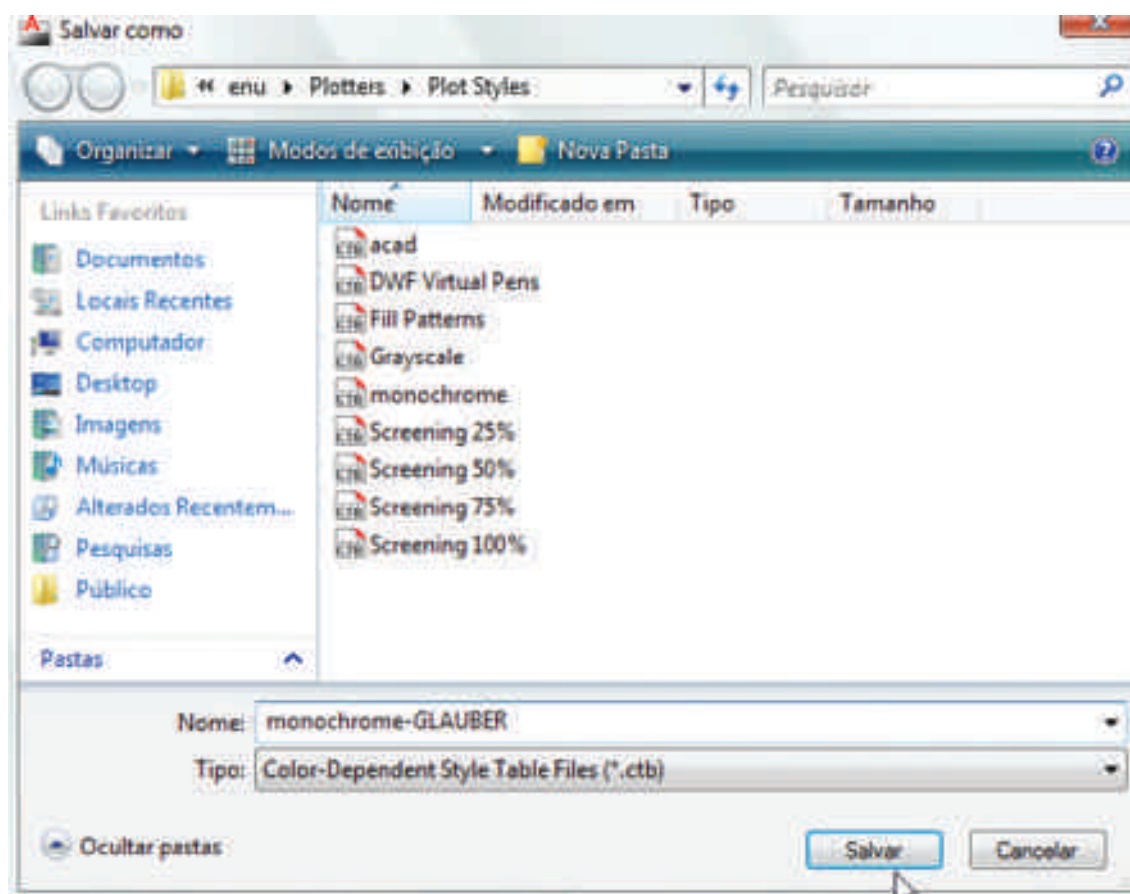 Salvar como
enu Plotters Plot Styles Pesquisar
Organizar Modos de exibição Nova Pasta
Links Favoritos
Documentos
Locais Recentes
Computador
Desktop
Imagens
Músicas
Alterados Recentem...
Pesquisas
Público
Pastas
Nome Modificado em Tipo Tamanho
acad
DWF Virtual Pens
Fill Patterns
Grayscale
monochrome
Screening 25%
Screening 50%
Screening 75%
Screening 100%
Nome: monochrome-GLAUBER
Tipo: Color-Dependent Style Table Files (*.ctb)
Ocultar pastas
Salvar Cancelar